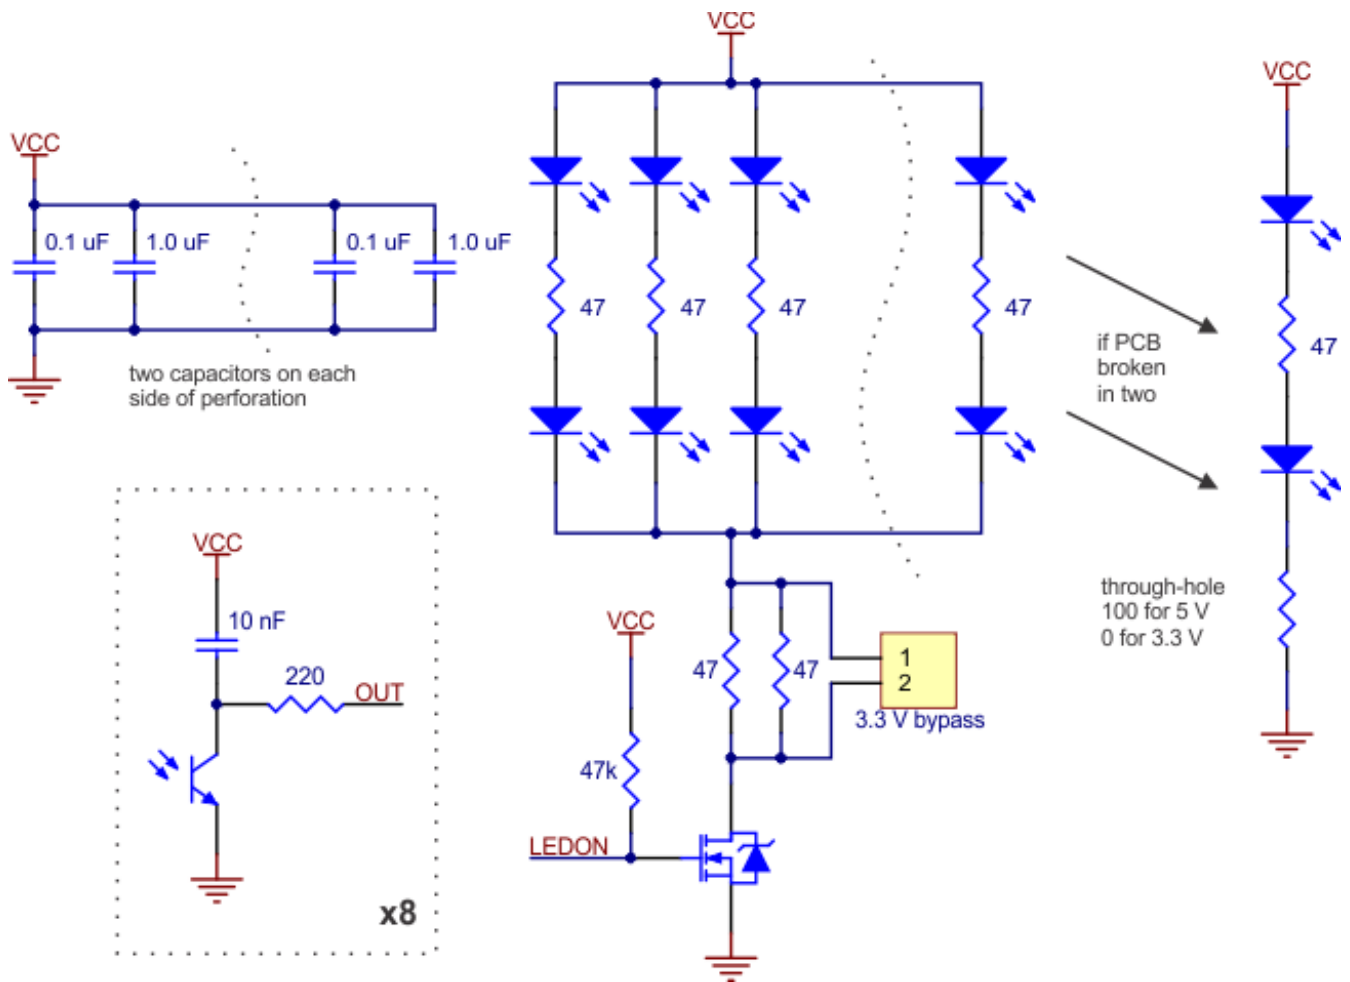 VCC
0.1 uF
1.0 uF
0.1 uF
1.0 uF
two capacitors on each
side of perforation
VCC
47
47
47
47
if PCB
broken
in two
VCC
47
through-hole
100 for 5 V
0 for 3.3 V
VCC
10 nF
220
OUT
x8
VCC
47k
LEDON
47
47
1
2
3.3 V bypass